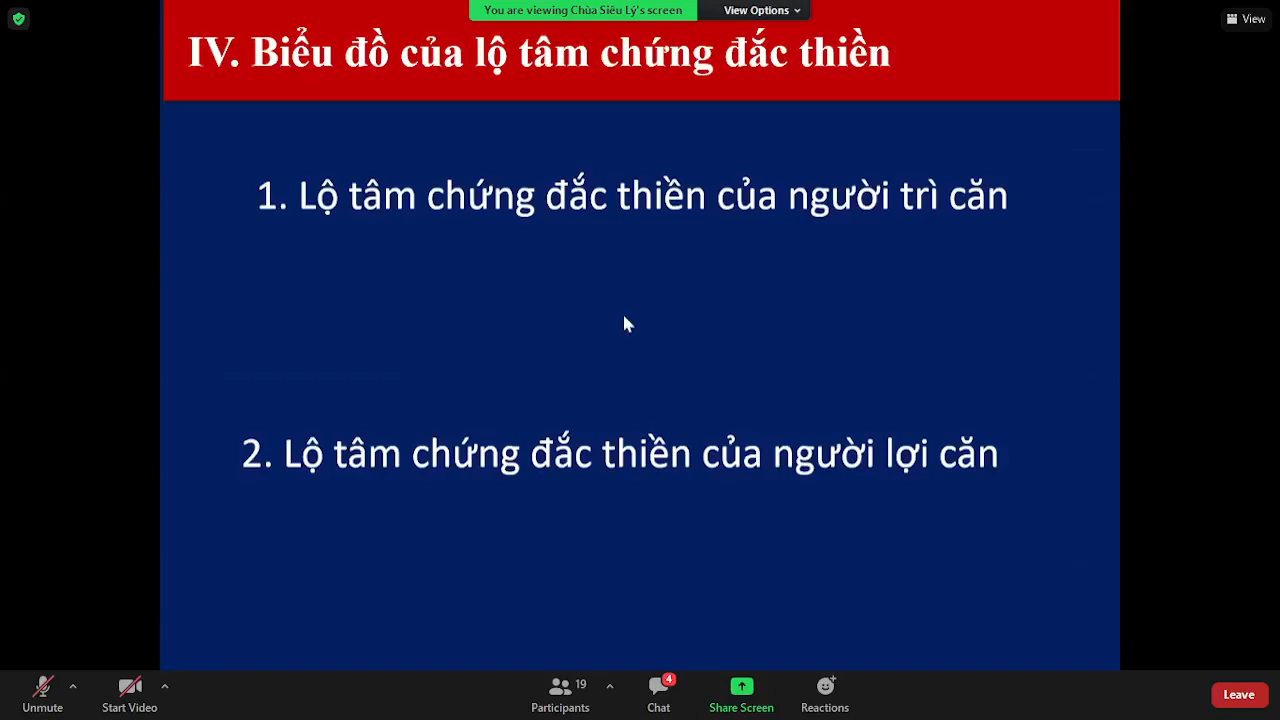 You are viewing Chùa Siêu Lý's screen
View Options
View
IV. Biểu đồ của lộ tâm chứng đắc thiền
1. Lộ tâm chứng đắc thiền của người trì căn
2. Lộ tâm chứng đắc thiền của người lợi căn
19
4
Unmute
Start Video
Participants
Chat
Share Screen
Reactions
Leave